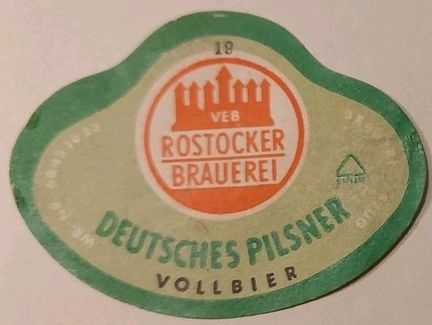 19
VEB
ROSTOCKER
BRAUEREI
DEUTSCHES PILSNER
VOLLBIER